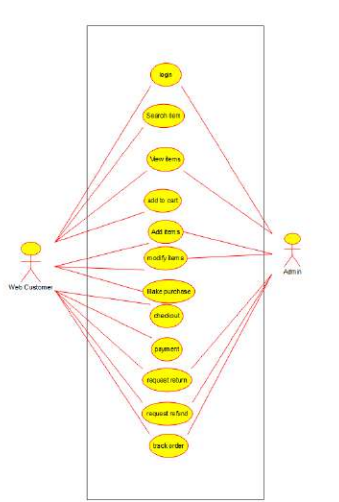 login
Search item
View items
add to cart
Add items
modify items
Make purchase
checkout
payment
request return
request refund
track order
Web Customer
Admin